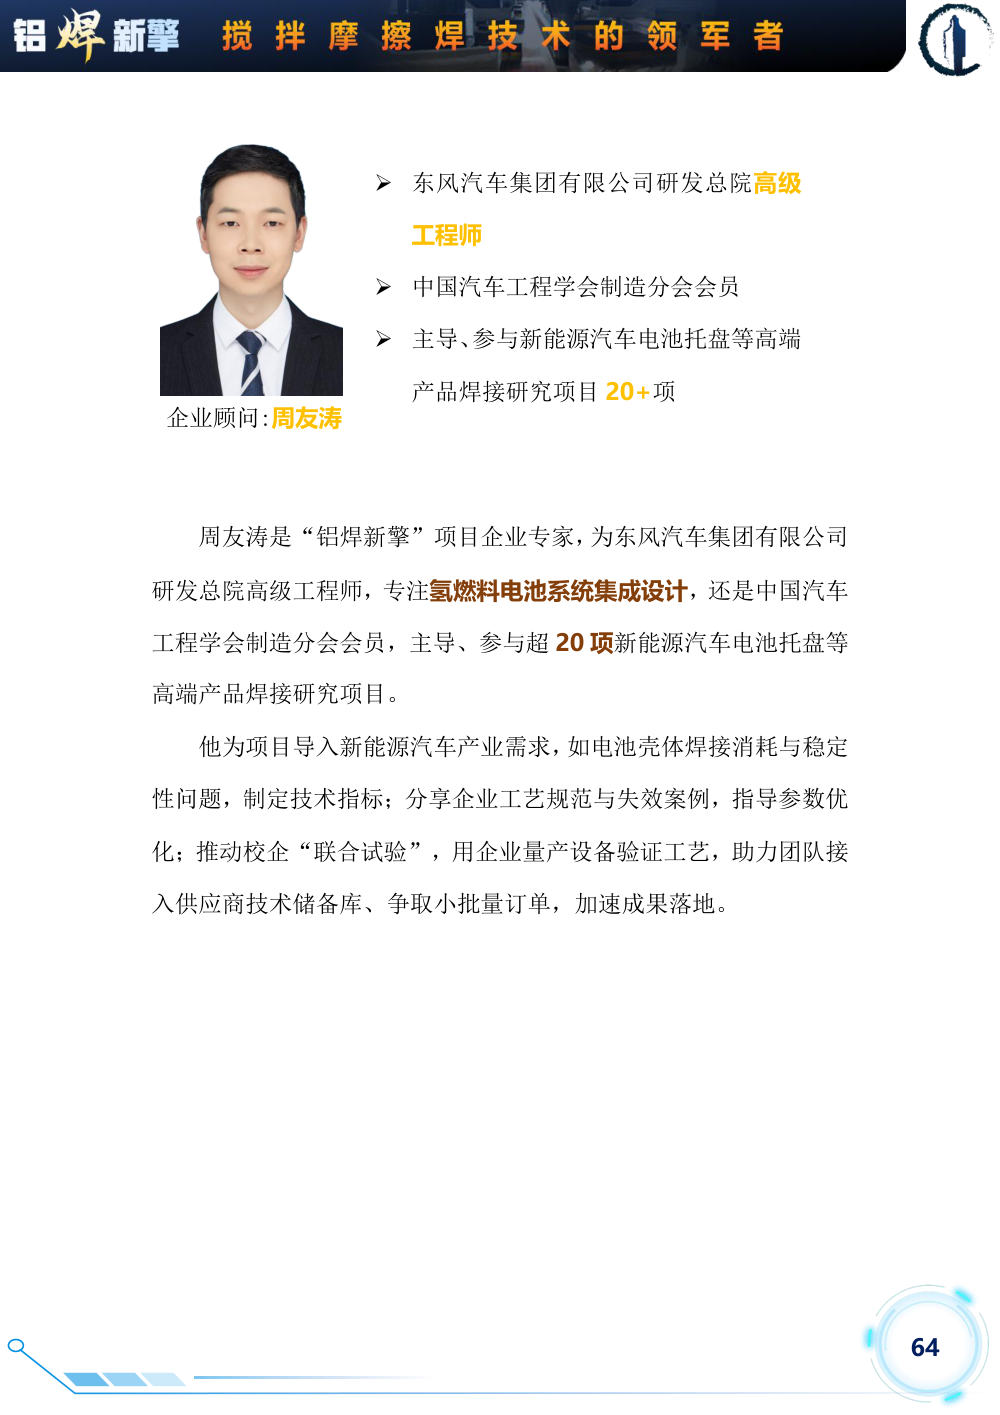 铝焊新擎 搅拌摩擦焊技术的领军者
东风汽车集团有限公司研发总院高级
工程师
中国汽车工程学会制造分会会员
主导、参与新能源汽车电池托盘等高端
产品焊接研究项目 20+项
企业顾问:周友涛
周友涛是“铝焊新擎”项目企业专家，为东风汽车集团有限公司
研发总院高级工程师，专注氢燃料电池系统集成设计，还是中国汽车
工程学会制造分会会员，主导、参与超 20 项新能源汽车电池托盘等
高端产品焊接研究项目。
他为项目导入新能源汽车产业需求，如电池壳体焊接消耗与稳定
性问题，制定技术指标；分享企业工艺规范与失效案例，指导参数优
化；推动校企“联合试验”，用企业量产设备验证工艺，助力团队接
入供应商技术储备库、争取小批量订单，加速成果落地。
64